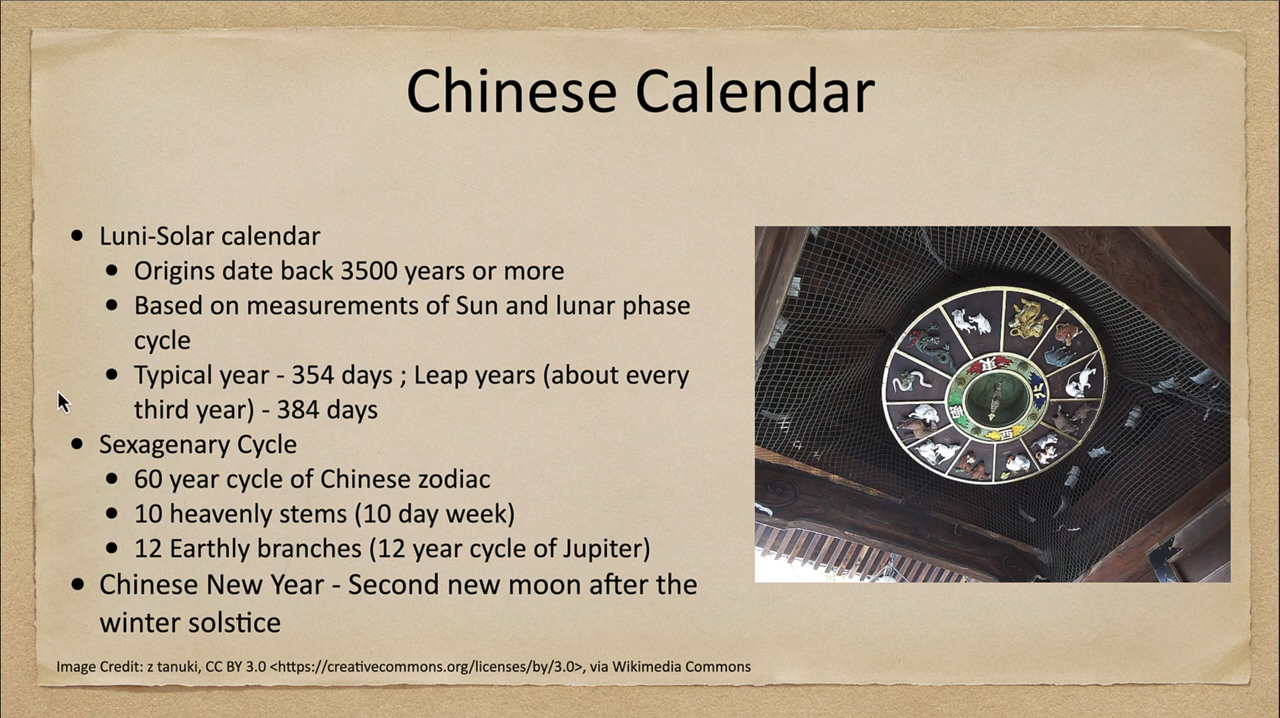 Chinese Calendar
• Luni-Solar calendar
• Origins date back 3500 years or more
• Based on measurements of Sun and lunar phase
cycle
• Typical year - 354 days ; Leap years (about every
third year) - 384 days
• Sexagenary Cycle
• 60 year cycle of Chinese zodiac
• 10 heavenly stems (10 day week)
• 12 Earthly branches (12 year cycle of Jupiter)
• Chinese New Year - Second new moon after the
winter solstice
Image Credit: z tanuki, CC BY 3.0 <https://creativecommons.org/licenses/by/3.0>, via Wikimedia Commons